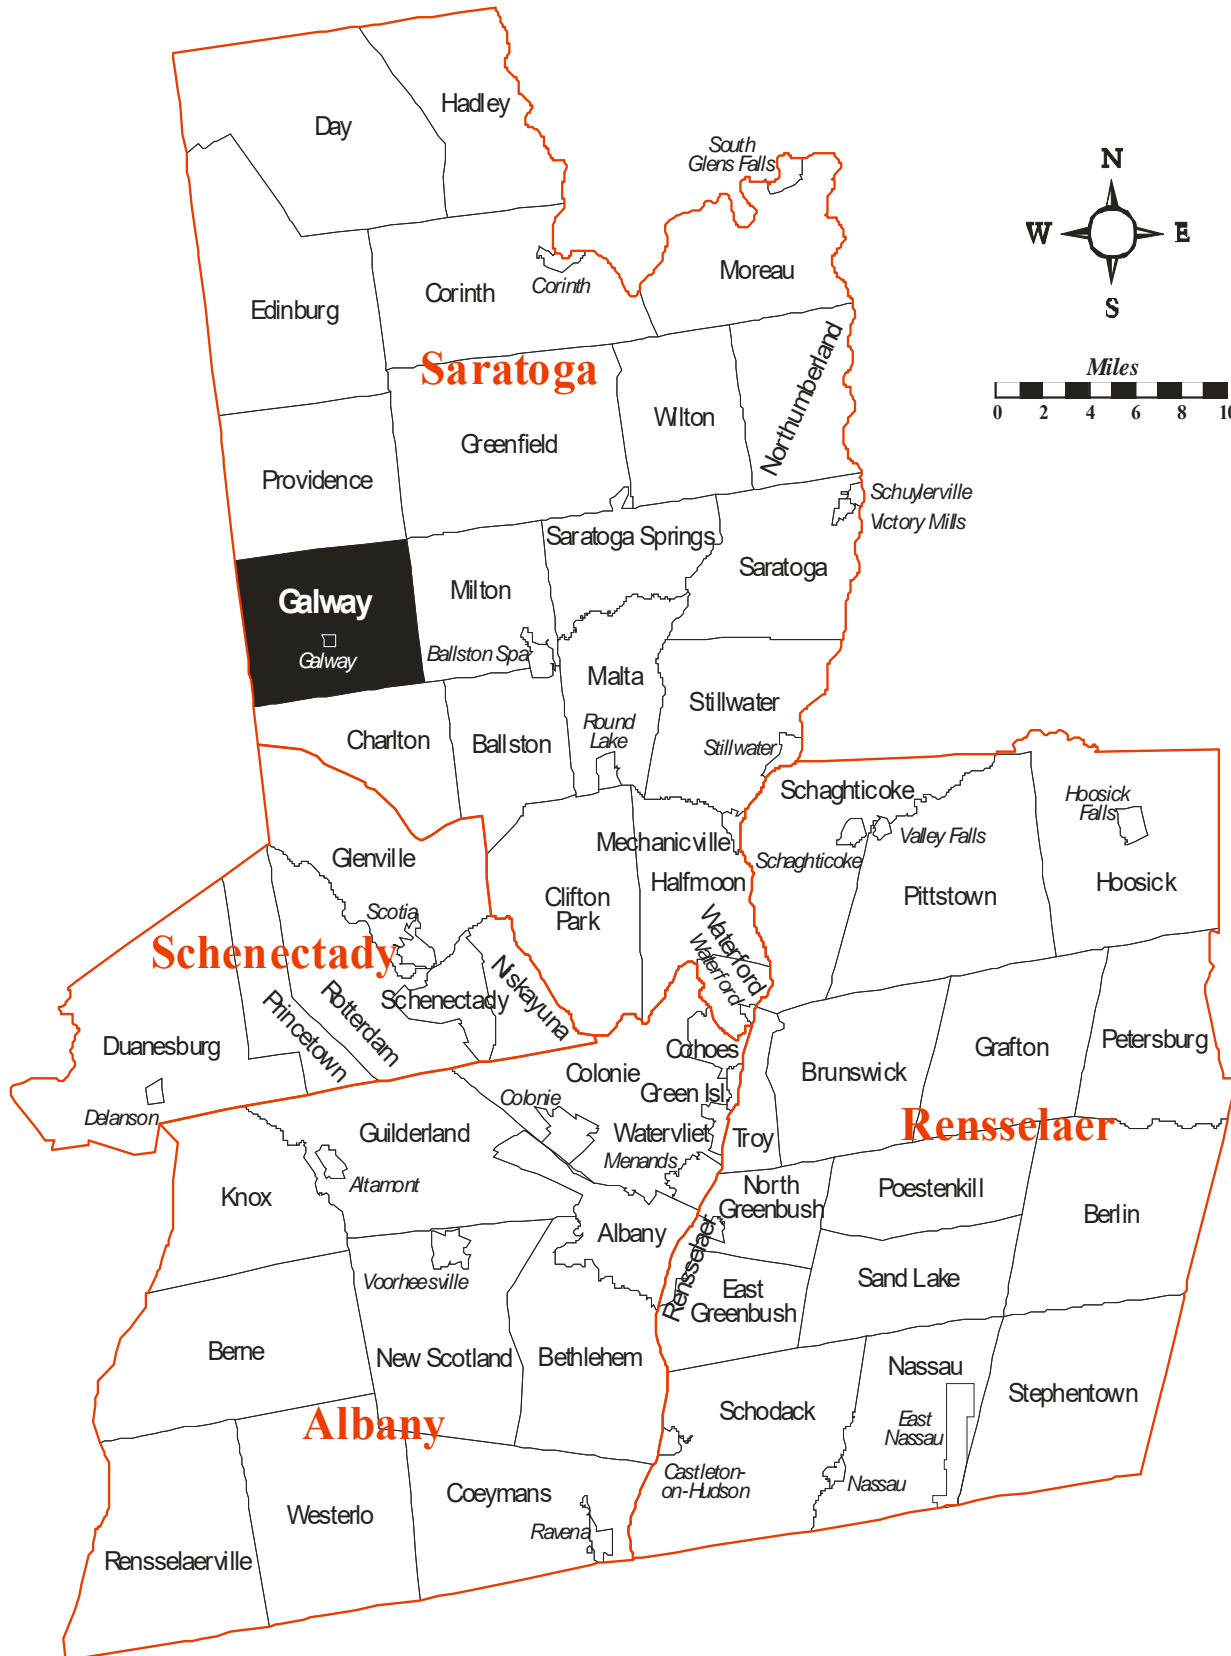 Hadley
Day
South
Glens Falls
N
W
E
S
Moreau
Corinth
Corinth
Edinburg
Saratoga
Northumberland
Miles
0 2 4 6 8 10
Wilton
Greenfield
Providence
Schuylerville
Victory Mills
Saratoga Springs
Saratoga
Galway
Galway
Milton
Ballston Spa
Malta
Stillwater
Round
Lake
Stillwater
Charlton
Ballston
Schaghticoke
Hoosick
Falls
Valley Falls
Schaghticoke
Mechanicville
Halfmoon
Glenville
Clifton
Park
Pittstown
Hoosick
Scotia
Schenectady
Waterford
Waterford
Niskayuna
Schenectady
Rotterdam
Princetown
Duanesburg
Delanson
Cohoes
Colonie
Green Isl.
Colonie
Watervliet
Menands
Brunswick
Grafton
Petersburg
Rensselaer
Troy
Guilderland
Altamont
Knox
North
Greenbush
Poestenkill
Berlin
Albany
Rensselaer
Voorheesville
East
Greenbush
Sand Lake
Berne
New Scotland
Bethlehem
Nassau
Stephentown
Schodack
East
Nassau
Albany
Castleton-
on-Hudson
Nassau
Coeymans
Westerlo
Ravena
Rensselaerville